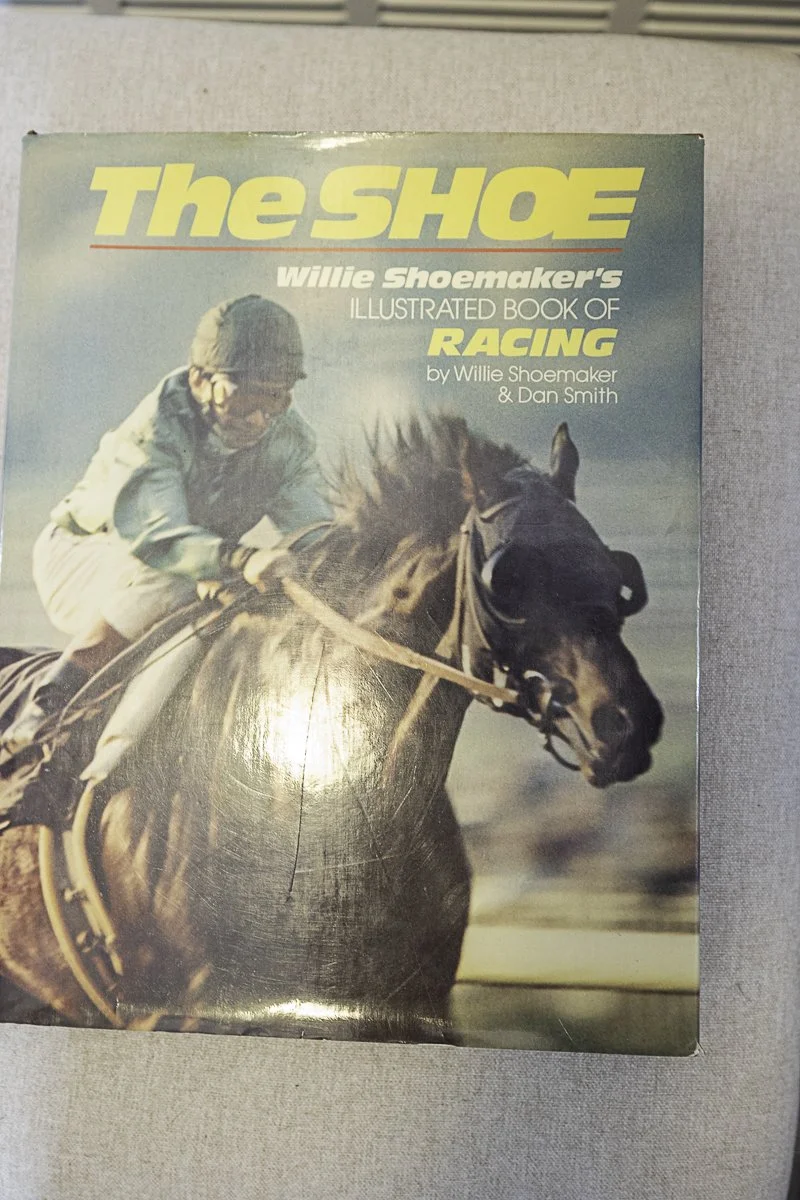 The SHOE
Willie Shoemaker's
ILLUSTRATED BOOK OF
RACING
by Willie Shoemaker
& Dan Smith